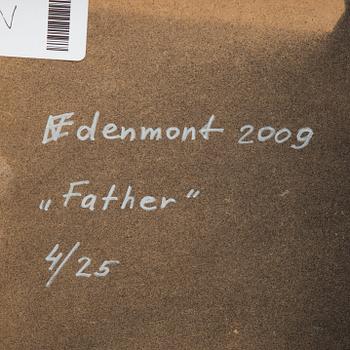 Edenmont 2009
„Father“
4/25